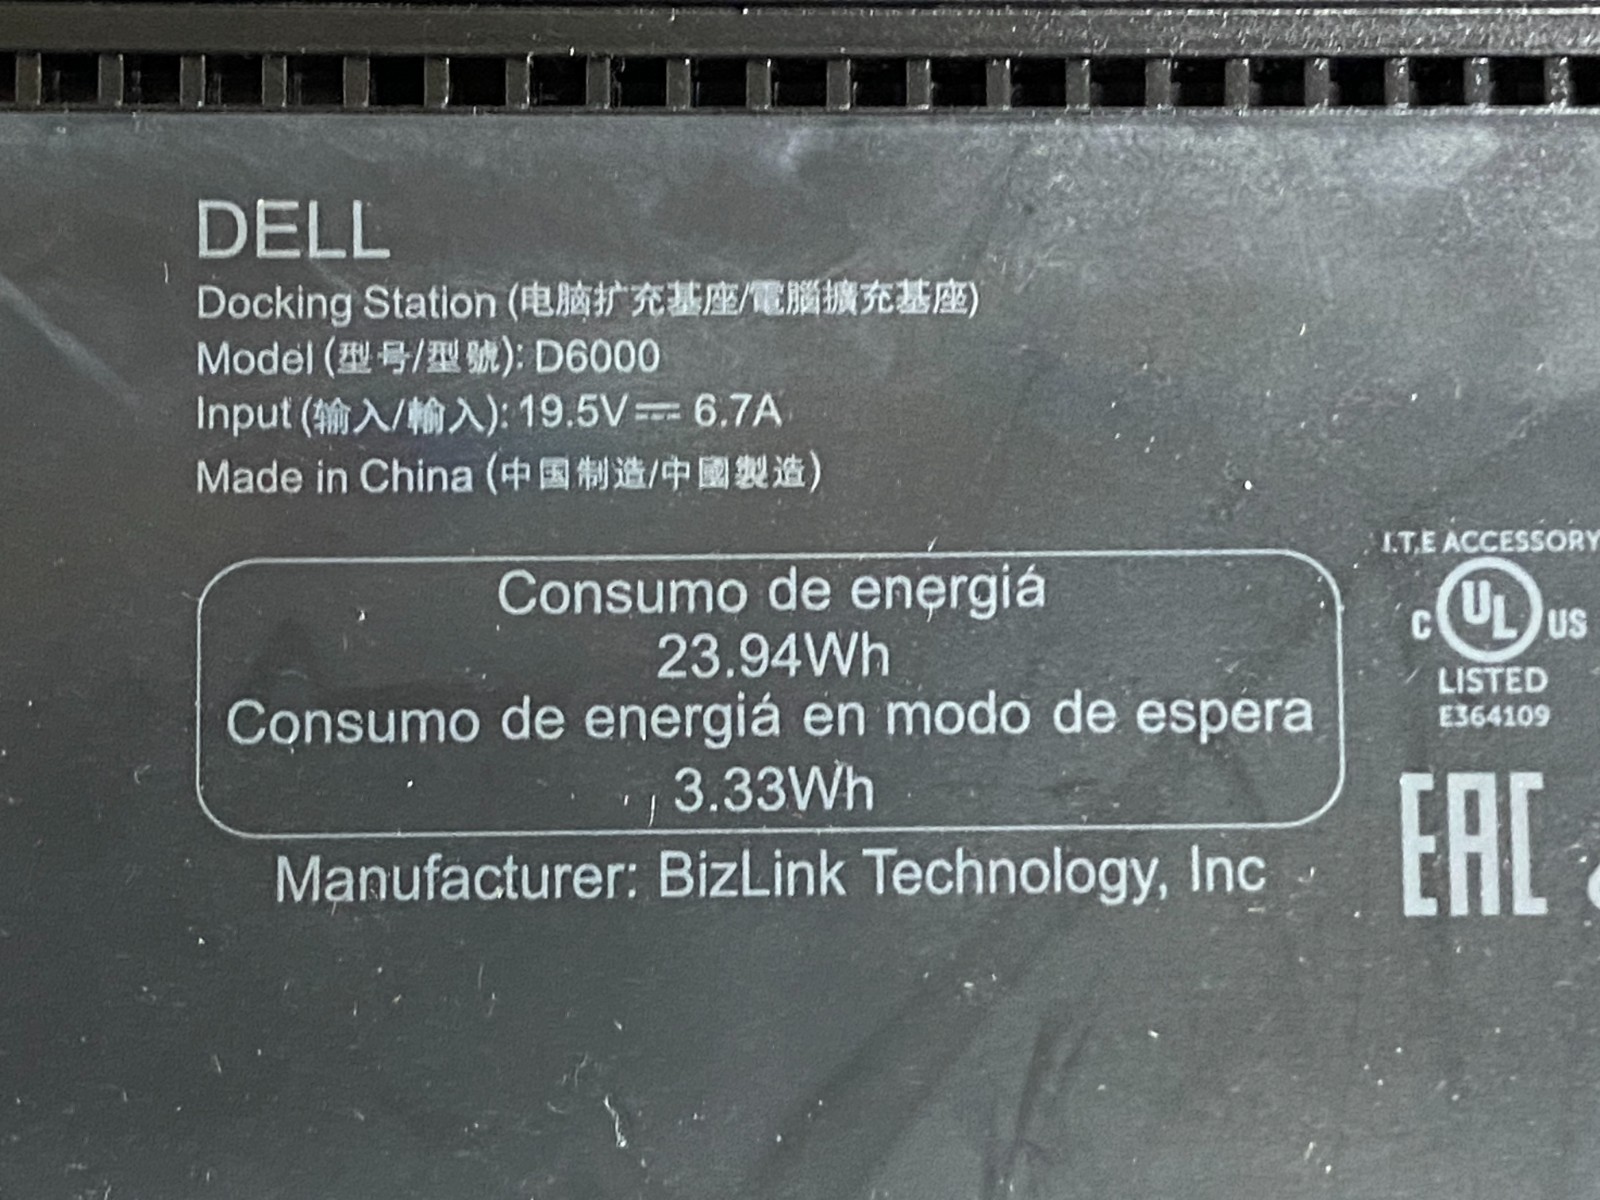 DELL
Docking Station (电脑扩充基座/電腦擴充基座)
Model (型号/型號): D6000
Input (输入/輸入): 19.5V⎓ 6.7A
Made in China (中国制造/中國製造)
Consumo de energiá
23.94Wh
Consumo de energiá en modo de espera
3.33Wh
Manufacturer: BizLink Technology, Inc
I.T.E ACCESSORY
C UL US
LISTED
E364109
EAC